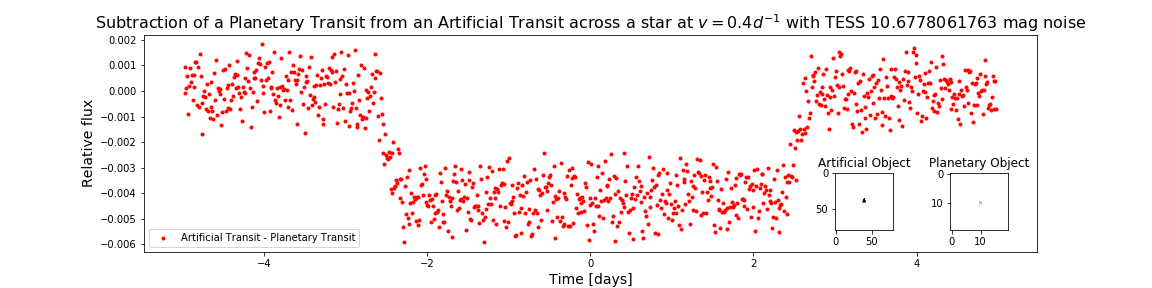 Subtraction of a Planetary Transit from an Artificial Transit across a star at v = 0.4d⁻¹ with TESS 10.6778061763 mag noise
Relative flux
0.002
0.001
0.000
−0.001
−0.002
−0.003
−0.004
−0.005
−0.006
Artificial Transit - Planetary Transit
Artificial Object
0
50
0 50
Planetary Object
0
10
0 10
−4 −2 0 2 4
Time [days]